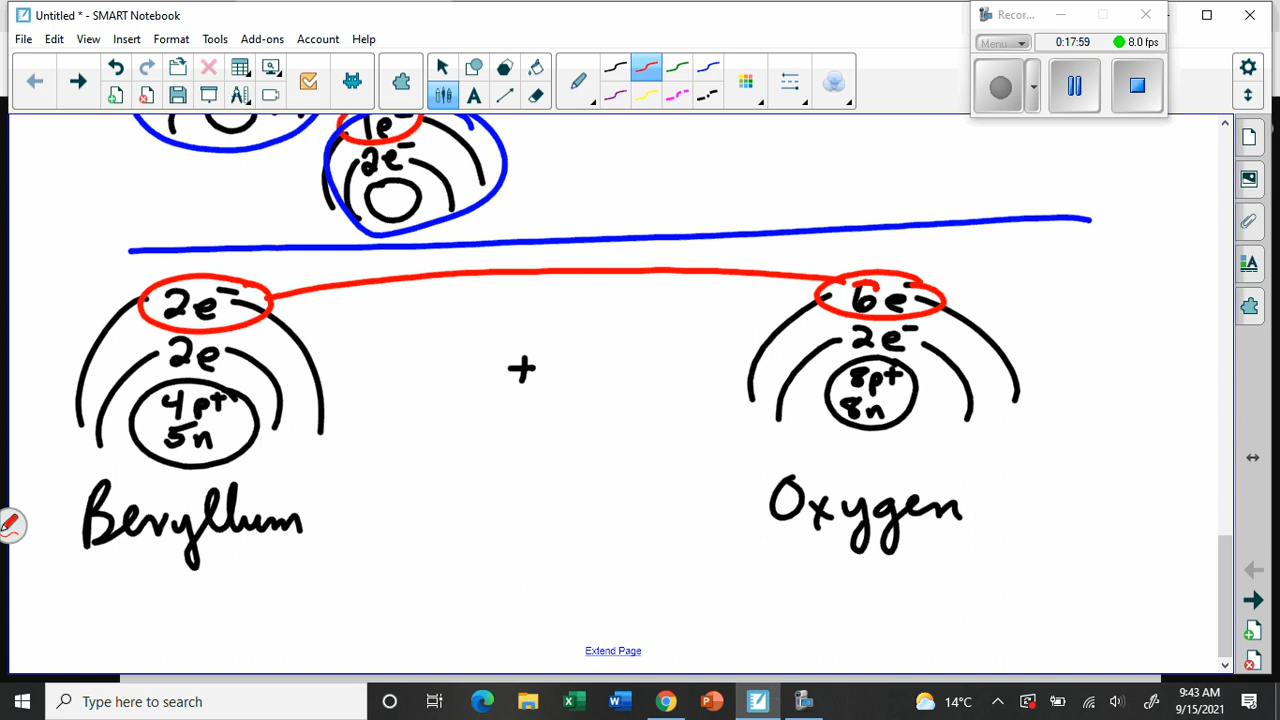 Untitled * - SMART Notebook
Recor...
File Edit View Insert Format Tools Add-ons Account Help
Menu
0:17:59
8.0 fps
1e-
2e-
2e-
2e
4p+
5n
Beryllum
+
6e-
2e-
8p+
8n
Oxygen
Extend Page
Type here to search
14°C
9:43 AM
9/15/2021